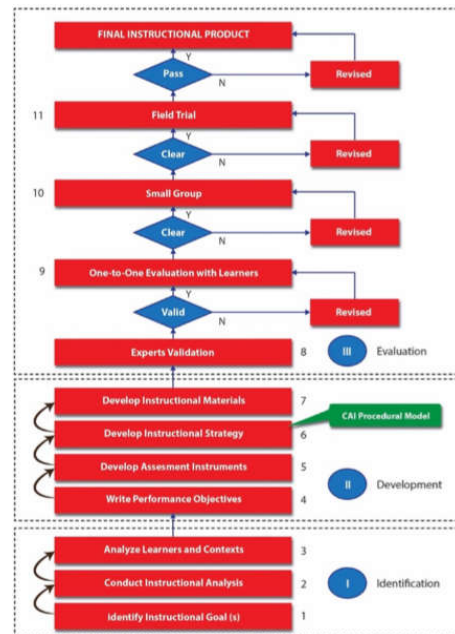 FINAL INSTRUCTIONAL PRODUCT
Y
Pass
N
Revised
11
Field Trial
Y
Clear
N
Revised
10
Small Group
Y
Clear
N
Revised
9
One-to-One Evaluation with Learners
Y
Valid
N
Revised
Experts Validation
8
III
Evaluation
Develop Instructional Materials
7
CAI Procedural Model
Develop Instructional Strategy
6
Develop Assesment Instruments
5
II
Development
Write Performance Objectives
4
Analyze Learners and Contexts
3
Conduct Instructional Analysis
2
I
Identification
Identify Instructional Goal (s)
1